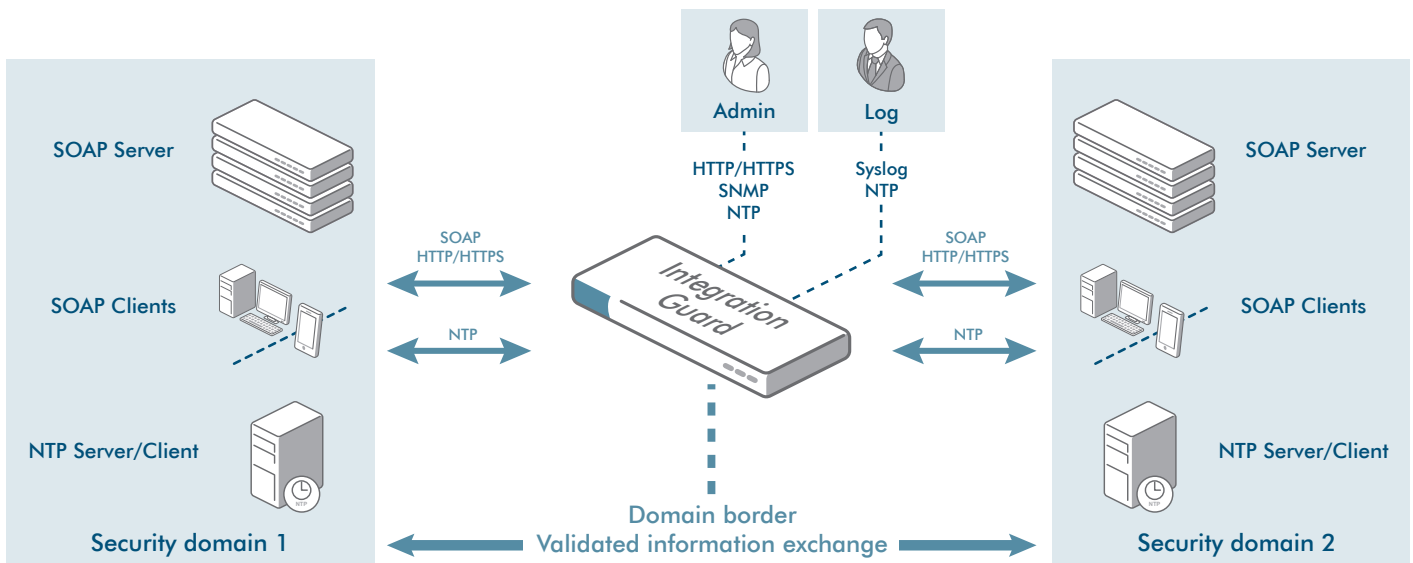 Admin
Log
HTTP/HTTPS
SNMP
NTP
Syslog
NTP
SOAP Server
SOAP Clients
NTP Server/Client
NTP
Security domain 1
SOAP
HTTP/HTTPS
NTP
Integration
Guard
SOAP
HTTP/HTTPS
NTP
SOAP Server
SOAP Clients
NTP Server/Client
NTP
Security domain 2
Domain border
Validated information exchange